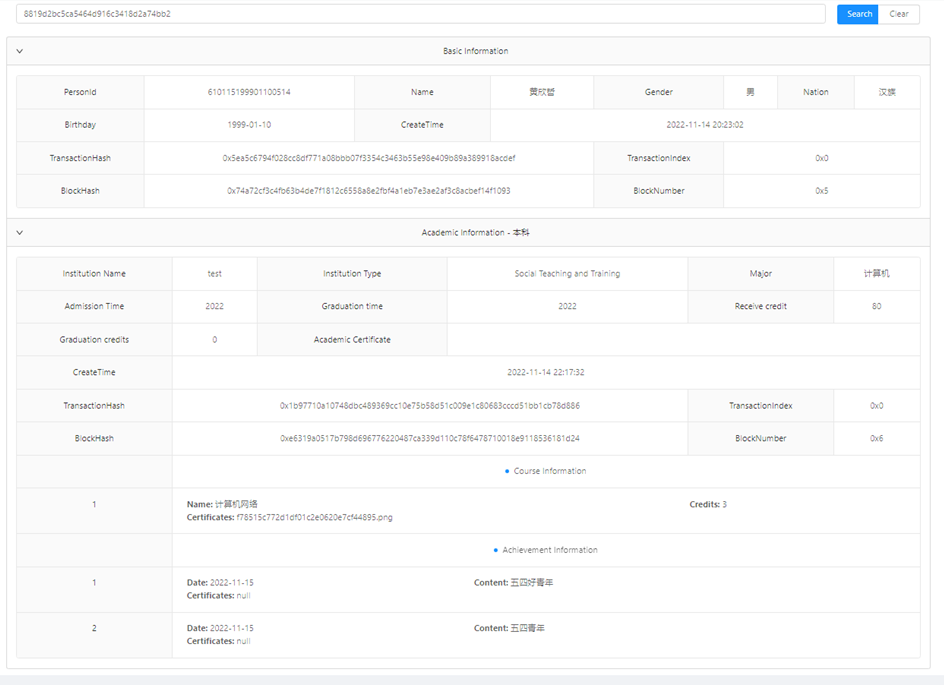 8819d2bc5ca5464d916c3418d2a74bb2 Search Clear
Basic Information
PersonId 610115199901100514 Name 黄欣哲 Gender 男 Nation 汉族
Birthday 1999-01-10 CreateTime 2022-11-14 20:23:02
TransactionHash 0x5ea5c6794f028cc8df771a08bbb07f3354c3463b55e98e409b89a389918acdef TransactionIndex 0x0
BlockHash 0x74a72cf3c4fb63b4de7f1812c6558a8e2fbf4a1eb7e3ae2af3c8acbef14f1093 BlockNumber 0x5
Academic Information - 本科
Institution Name test Institution Type Social Teaching and Training Major 计算机
Admission Time 2022 Graduation time 2022 Receive credit 80
Graduation credits 0 Academic Certificate
CreateTime 2022-11-14 22:17:32
TransactionHash 0x1b97710a10748dbc489369cc10e75b58d51c009e1c80683cccd51bb1cb78d886 TransactionIndex 0x0
BlockHash 0xe6319a0517b798d696776220487ca339d110c78f6478710018e9118536181d24 BlockNumber 0x6
Course Information
1 Name: 计算机网络 Credits: 3
Certificates: f78515c772d1df01c2e0620e7cf44895.png
Achievement Information
1 Date: 2022-11-15 Content: 五四好青年
Certificates: null
2 Date: 2022-11-15 Content: 五四青年
Certificates: null